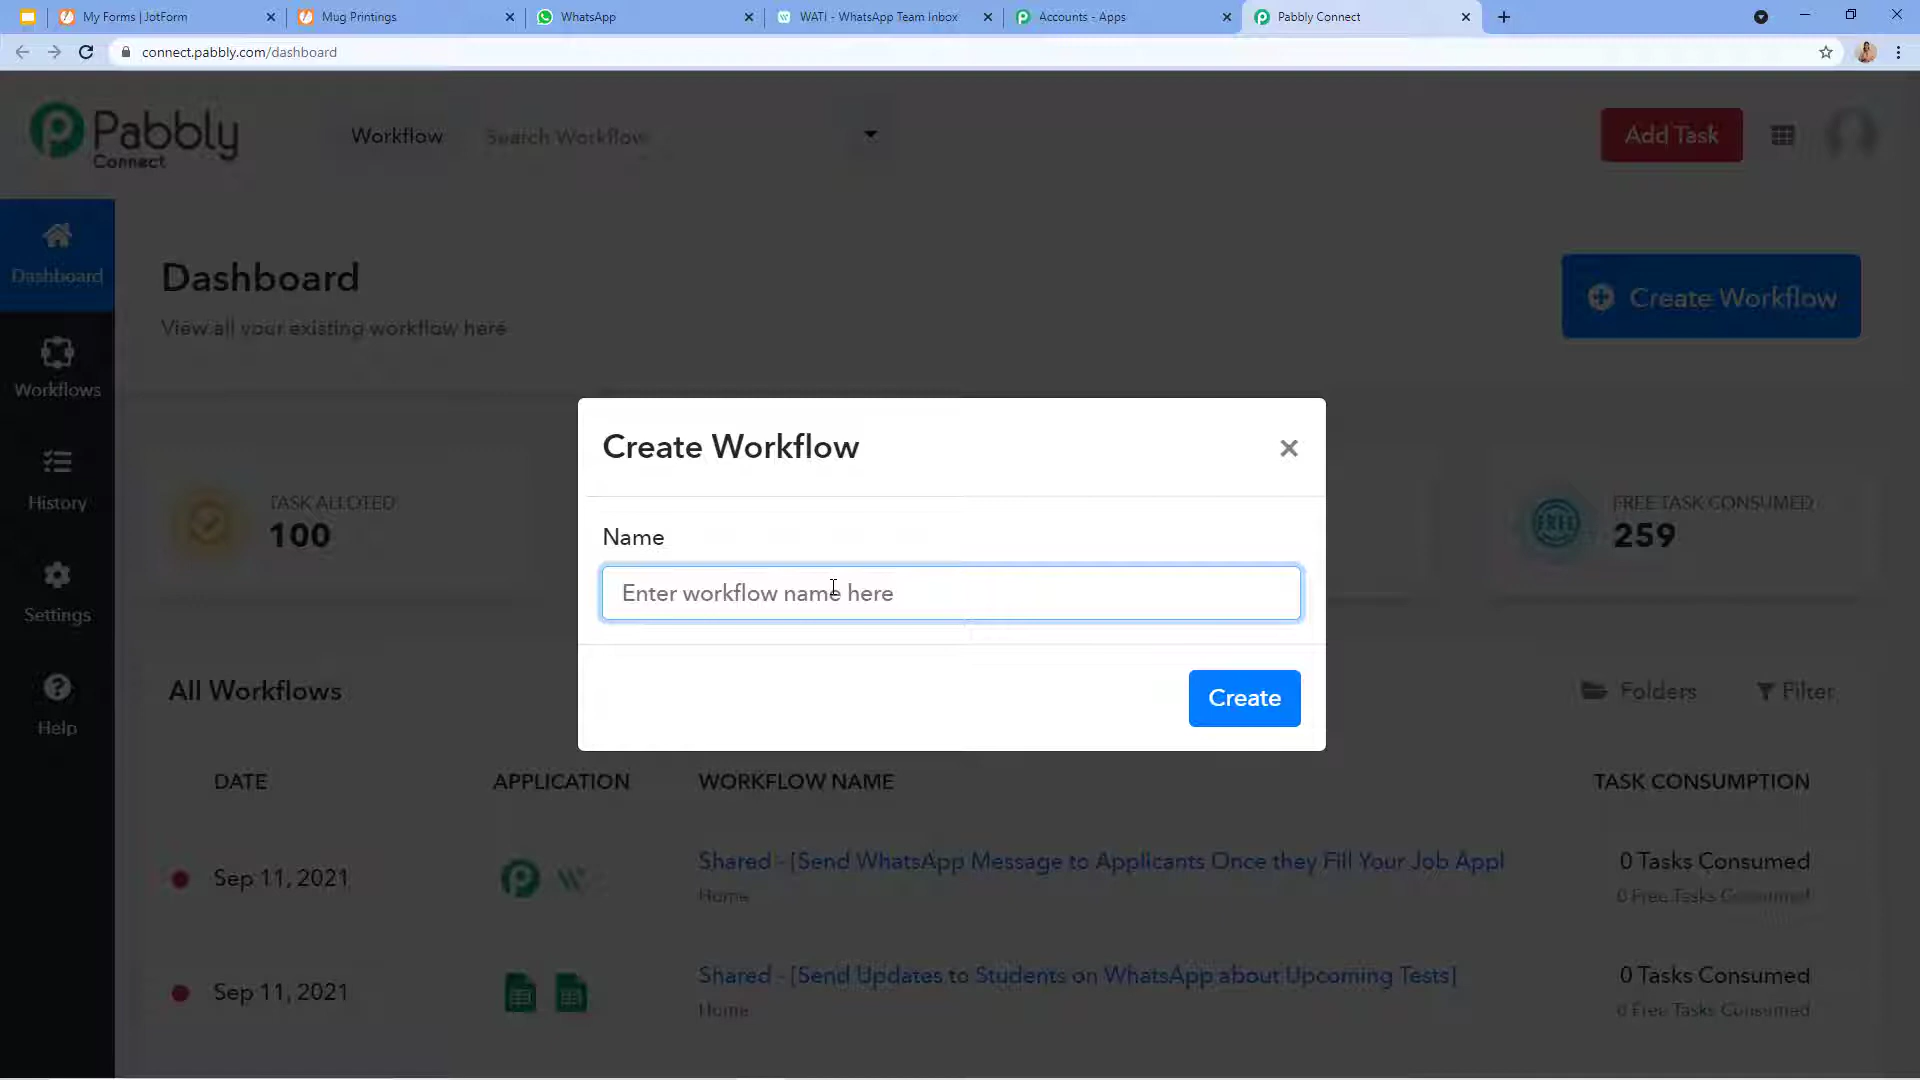 My Forms | JotForm
Mug Printings
WhatsApp
WATI - WhatsApp Team Inbox
Accounts - Apps
Pabbly Connect
connect.pabbly.com/dashboard
Pabbly
Connect
Workflow
Search Workflow
Add Task
Dashboard
Workflows
History
Settings
Help
Dashboard
View all your existing workflow here
Create Workflow
TASK ALLOTED
100
FREE TASK CONSUMED
259
FREE
Create Workflow
Name
Enter workflow name here
Create
All Workflows
Folders
Filter
DATE
APPLICATION
WORKFLOW NAME
TASK CONSUMPTION
Sep 11, 2021
Shared - [Send WhatsApp Message to Applicants Once they Fill Your Job Appl
Home
0 Tasks Consumed
0 Free Tasks Consumed
Sep 11, 2021
Shared - [Send Updates to Students on WhatsApp about Upcoming Tests]
Home
0 Tasks Consumed
0 Free Tasks Consumed